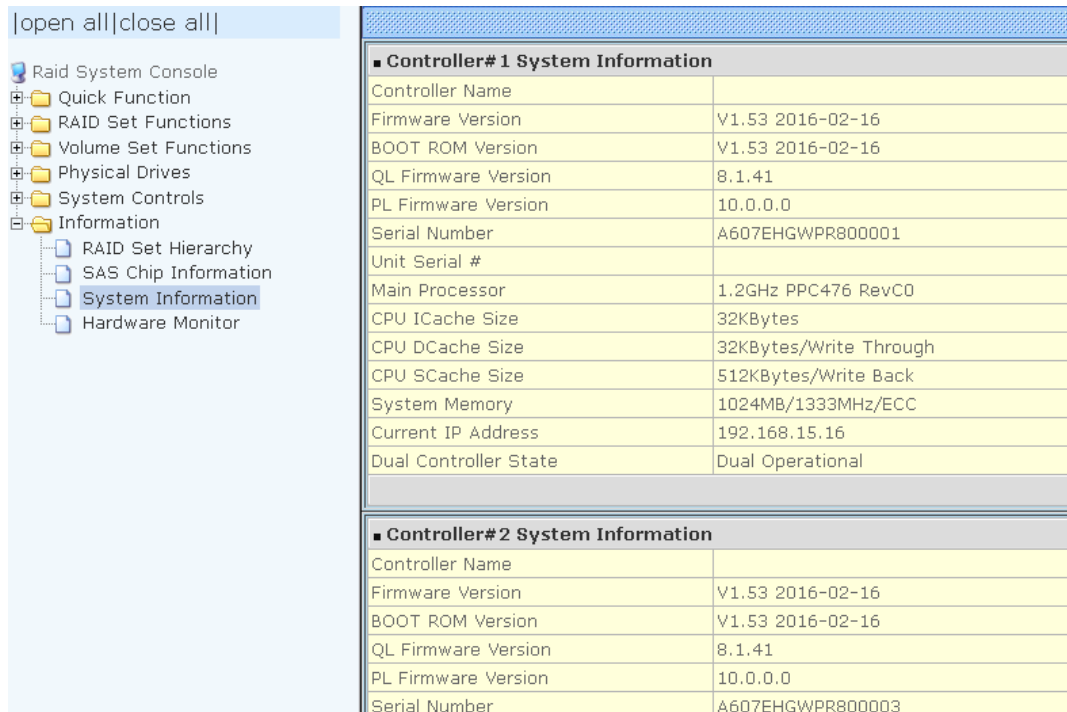 |open all|close all|
Raid System Console
Quick Function
RAID Set Functions
Volume Set Functions
Physical Drives
System Controls
Information
RAID Set Hierarchy
SAS Chip Information
System Information
Hardware Monitor
Controller#1 System Information
Controller Name
Firmware Version V1.53 2016-02-16
BOOT ROM Version V1.53 2016-02-16
QL Firmware Version 8.1.41
PL Firmware Version 10.0.0.0
Serial Number A607EHGWPR800001
Unit Serial #
Main Processor 1.2GHz PPC476 RevC0
CPU ICache Size 32KBytes
CPU DCache Size 32KBytes/Write Through
CPU SCache Size 512KBytes/Write Back
System Memory 1024MB/1333MHz/ECC
Current IP Address 192.168.15.16
Dual Controller State Dual Operational
Controller#2 System Information
Controller Name
Firmware Version V1.53 2016-02-16
BOOT ROM Version V1.53 2016-02-16
QL Firmware Version 8.1.41
PL Firmware Version 10.0.0.0
Serial Number A607EHGWPR800003